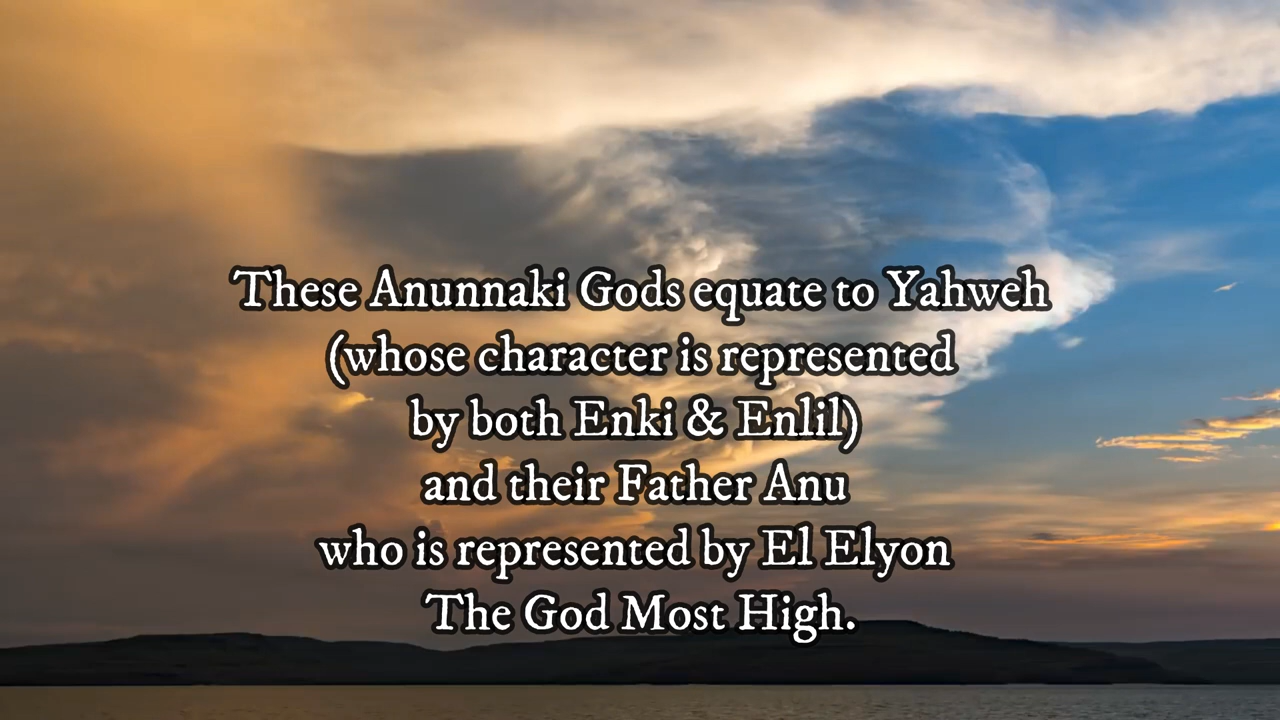 These Anunnaki Gods equate to Yahweh
(whose character is represented
by both Enki & Enlil)
and their Father Anu
who is represented by El Elyon
The God Most High.